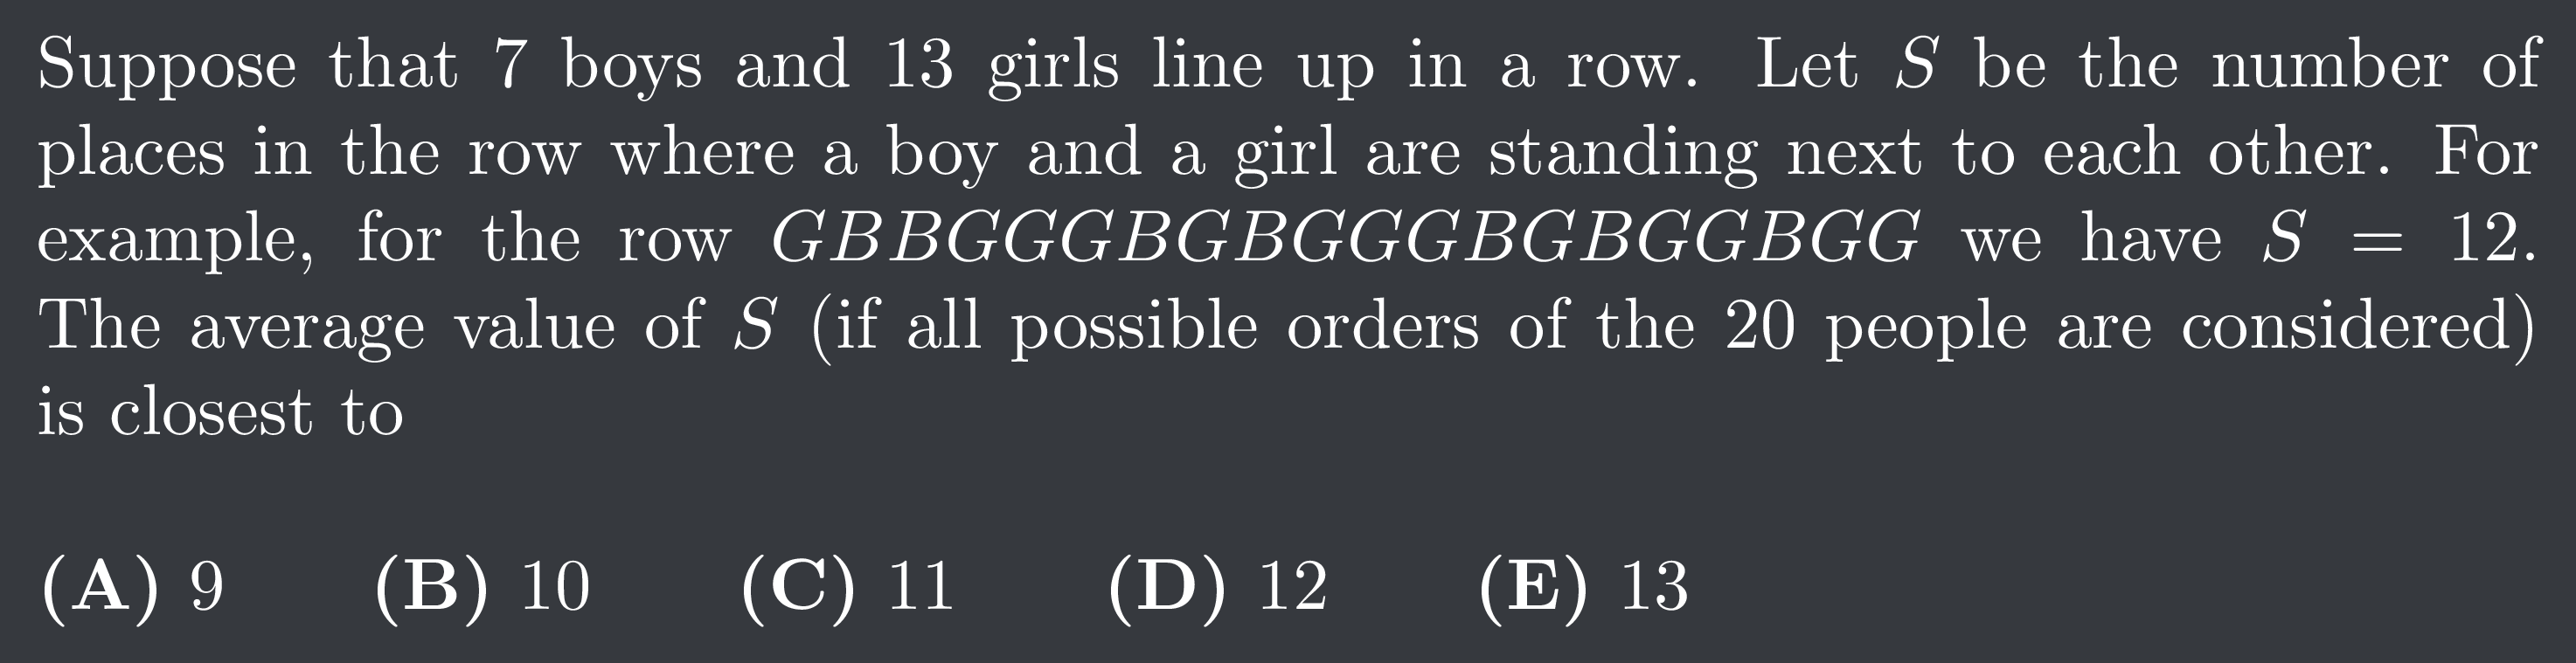 Suppose that 7 boys and 13 girls line up in a row. Let S be the number of
places in the row where a boy and a girl are standing next to each other. For
example, for the row GBBGGGBGBGGGBGBGGBGG we have S = 12.
The average value of S (if all possible orders of the 20 people are considered)
is closest to
(A) 9 (B) 10 (C) 11 (D) 12 (E) 13